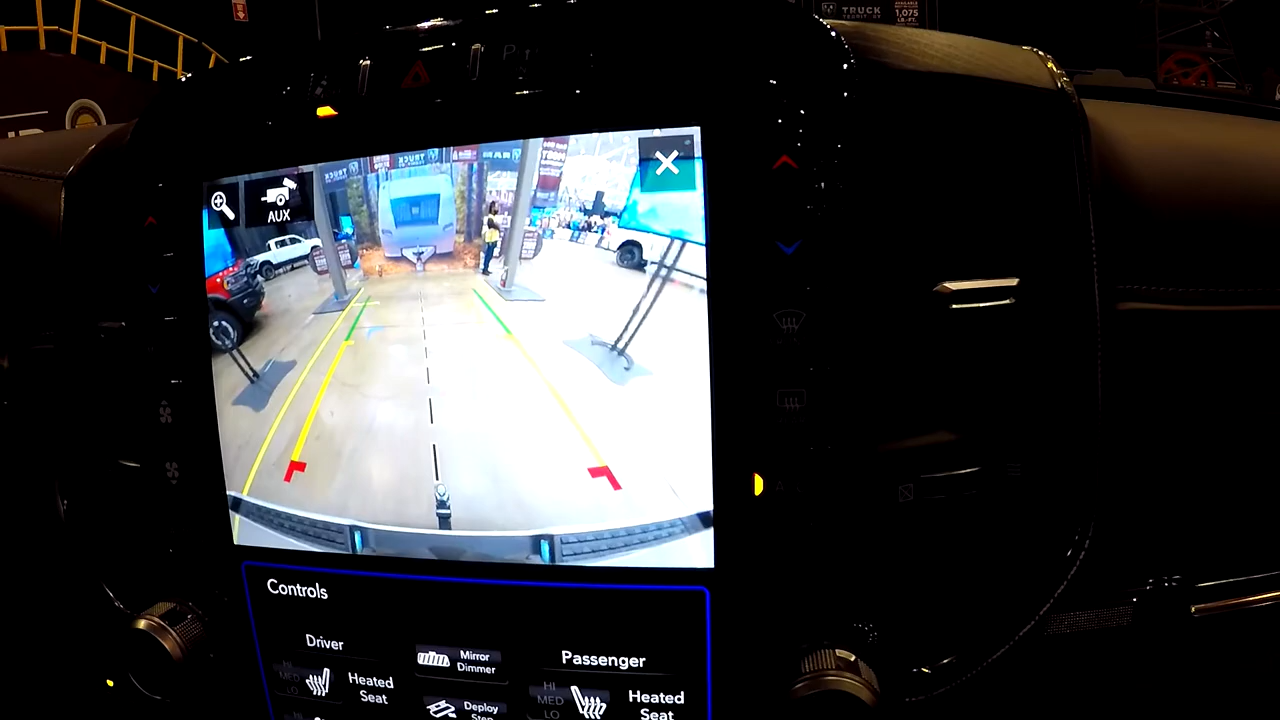 TRUCK
AVAILABLE
1,075
LB-FT.
AUX
Controls
Driver
Mirror
Dimmer
Passenger
HI
MED
LO
Heated
Seat
Deploy
Step
HI
MED
LO
Heated
Seat